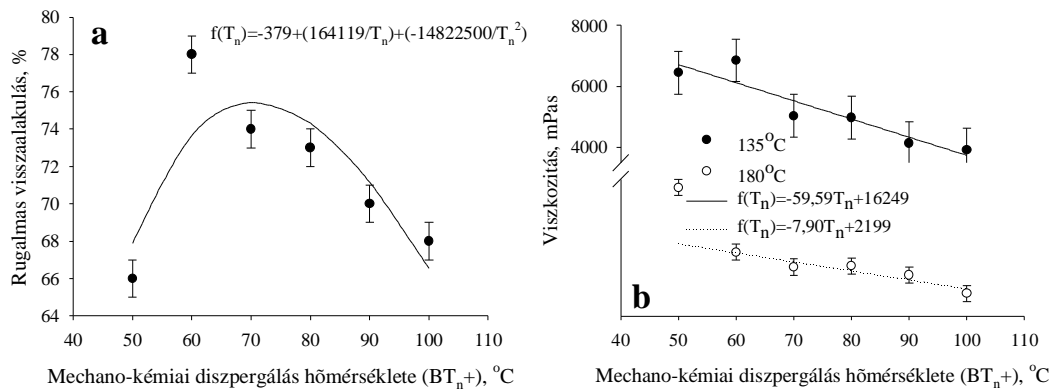 a
f(Tn)=-379+(164119/Tn)+(-14822500/Tn²)
Rugalmas visszaalakulás, %
80
78
76
74
72
70
68
66
64
40 50 60 70 80 90 100 110
Mechano-kémiai diszpergálás hõmérséklete (BTn+), °C
b
Viszkozitás, mPas
8000
6000
4000
135°C
180°C
f(Tn)=-59,59Tn+16249
f(Tn)=-7,90Tn+2199
40 50 60 70 80 90 100 110
Mechano-kémiai diszpergálás hõmérséklete (BTn+), °C